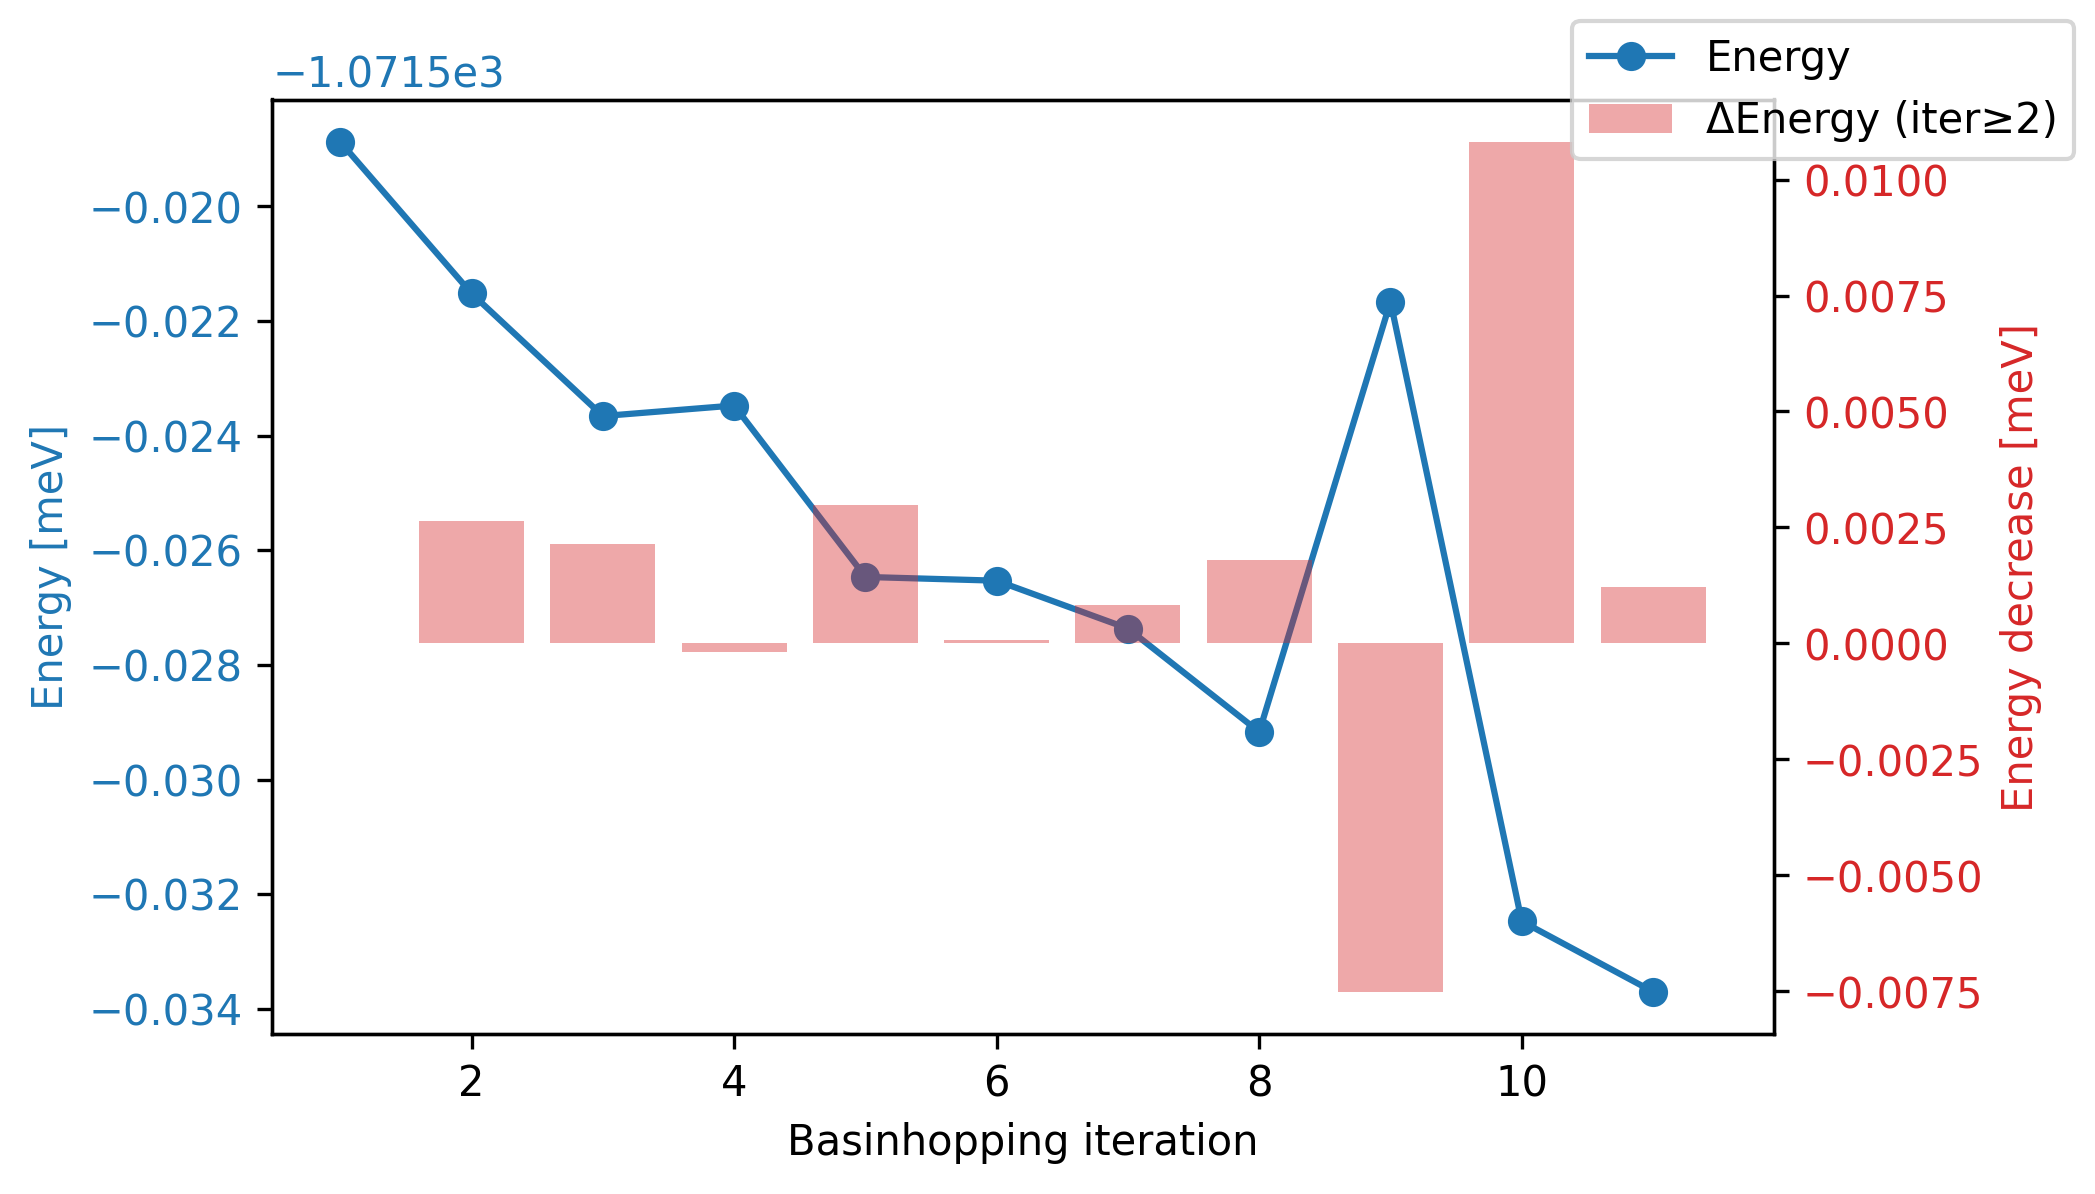 −1.0715e3
Energy
ΔEnergy (iter≥2)
−0.020
−0.022
−0.024
−0.026
−0.028
−0.030
−0.032
−0.034
Energy [meV]
0.0100
0.0075
0.0050
0.0025
0.0000
−0.0025
−0.0050
−0.0075
Energy decrease [meV]
2 4 6 8 10
Basinhopping iteration